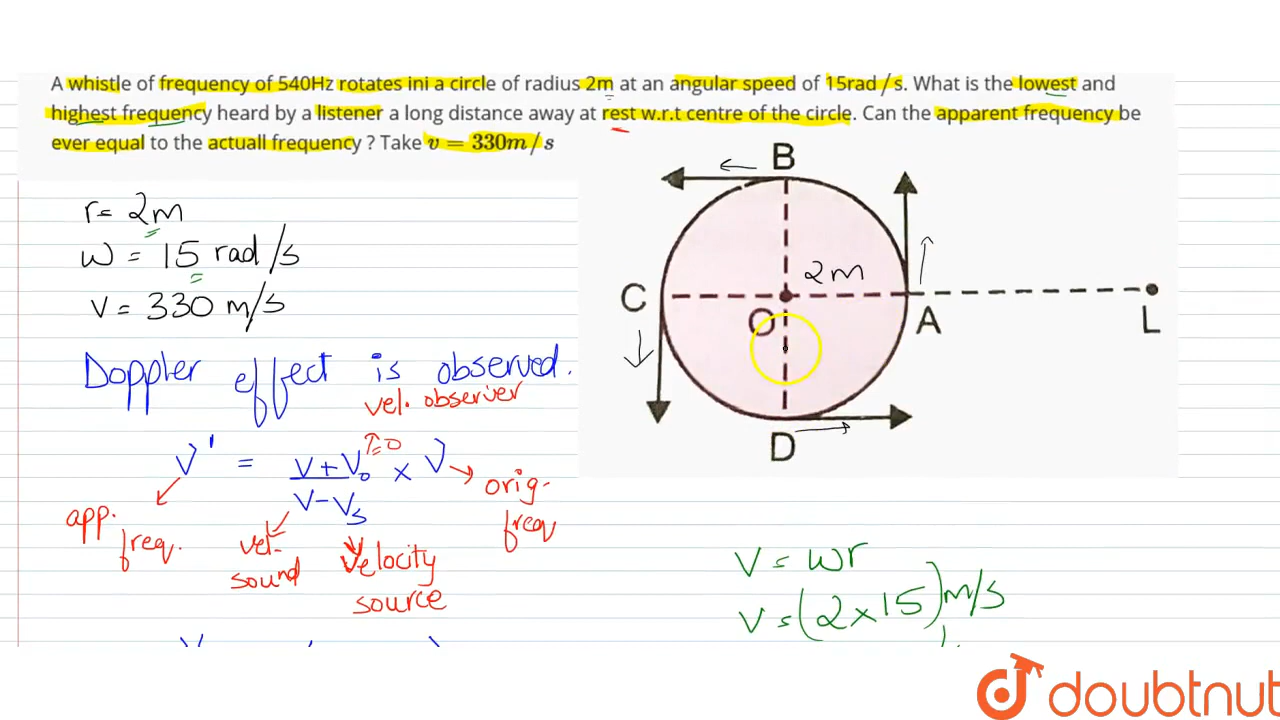 A whistle of frequency of 540Hz rotates ini a circle of radius 2m at an angular speed of 15rad/s. What is the lowest and
highest frequency heard by a listener a long distance away at rest w.r.t centre of the circle. Can the apparent frequency be
ever equal to the actuall frequency ? Take v = 330m/s
B
r= 2m
ω = 15 rad/s
v = 330 m/s
2m
C
O
A
L
D
Doppler effect is observed.
vel. observer
=0
ν' = v+v₀ / v-vₛ × ν
app. freq.
vel. sound
velocity source
orig. freq
v = ωr
v = (2×15) m/s
doubtnut